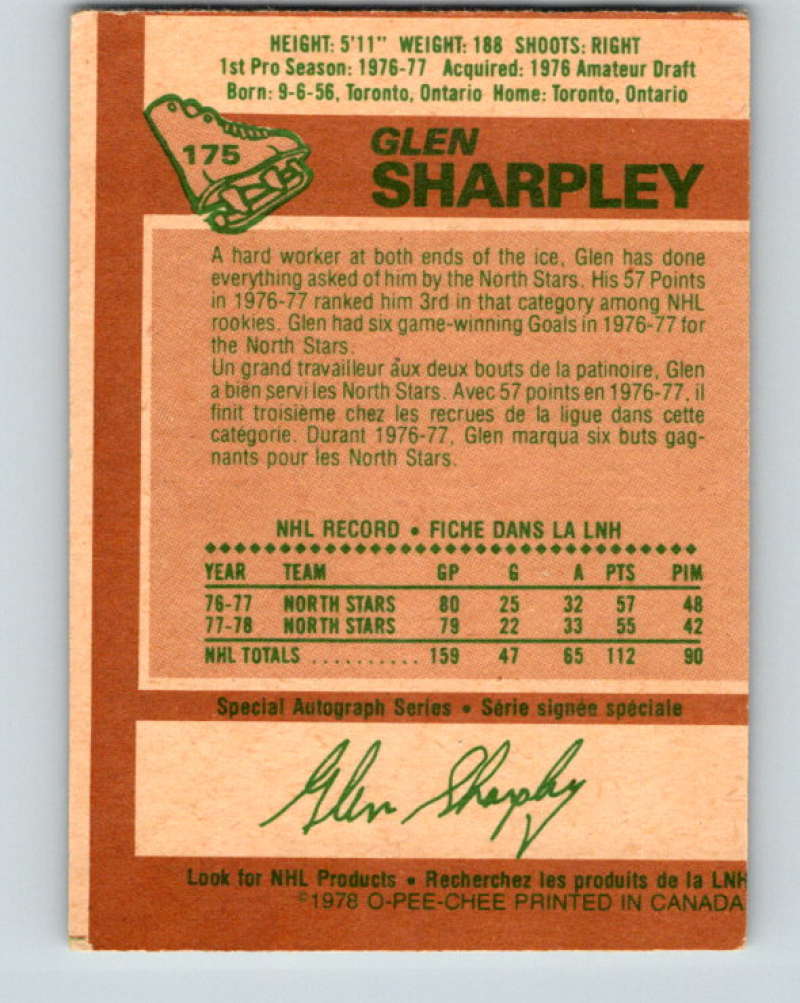 HEIGHT: 5'11" WEIGHT: 188 SHOOTS: RIGHT
1st Pro Season: 1976-77 Acquired: 1976 Amateur Draft
Born: 9-6-56, Toronto, Ontario Home: Toronto, Ontario
175
GLEN
SHARPLEY
A hard worker at both ends of the ice, Glen has done
everything asked of him by the North Stars. His 57 Points
in 1976-77 ranked him 3rd in that category among NHL
rookies. Glen had six game-winning Goals in 1976-77 for
the North Stars.
Un grand travailleur aux deux bouts de la patinoire, Glen
a bien servi les North Stars. Avec 57 points en 1976-77, il
finit troisième chez les recrues de la ligue dans cette
catégorie. Durant 1976-77, Glen marqua six buts gag-
nants pour les North Stars.
NHL RECORD • FICHE DANS LA LNH
YEAR TEAM GP G A PTS PIM
76-77 NORTH STARS 80 25 32 57 48
77-78 NORTH STARS 79 22 33 55 42
NHL TOTALS .......... 159 47 65 112 90
Special Autograph Series • Série signée spéciale
Glen Sharpley
Look for NHL Products • Recherchez les produits de la LNH
©1978 O-PEE-CHEE PRINTED IN CANADA